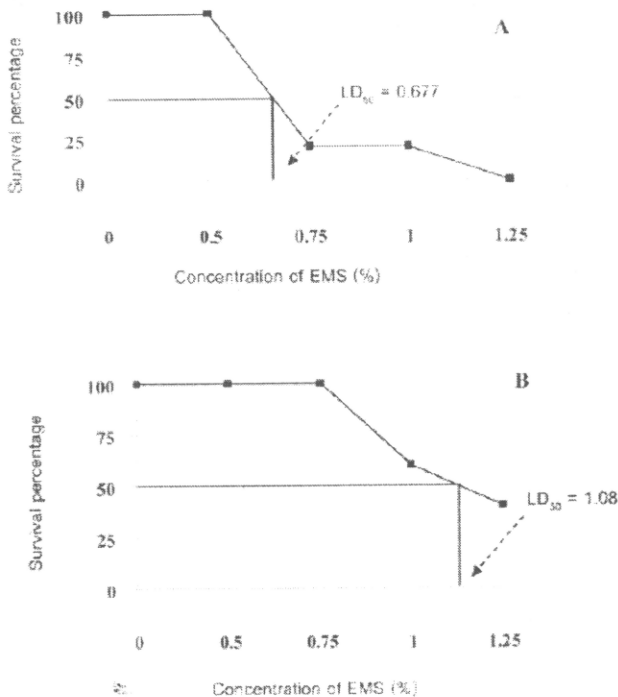 A
Survival percentage
100
75
50
25
0
LD50 = 0.677
0 0.5 0.75 1 1.25
Concentration of EMS (%)
B
Survival percentage
100
75
50
25
0
LD50 = 1.08
0 0.5 0.75 1 1.25
Concentration of EMS (%)